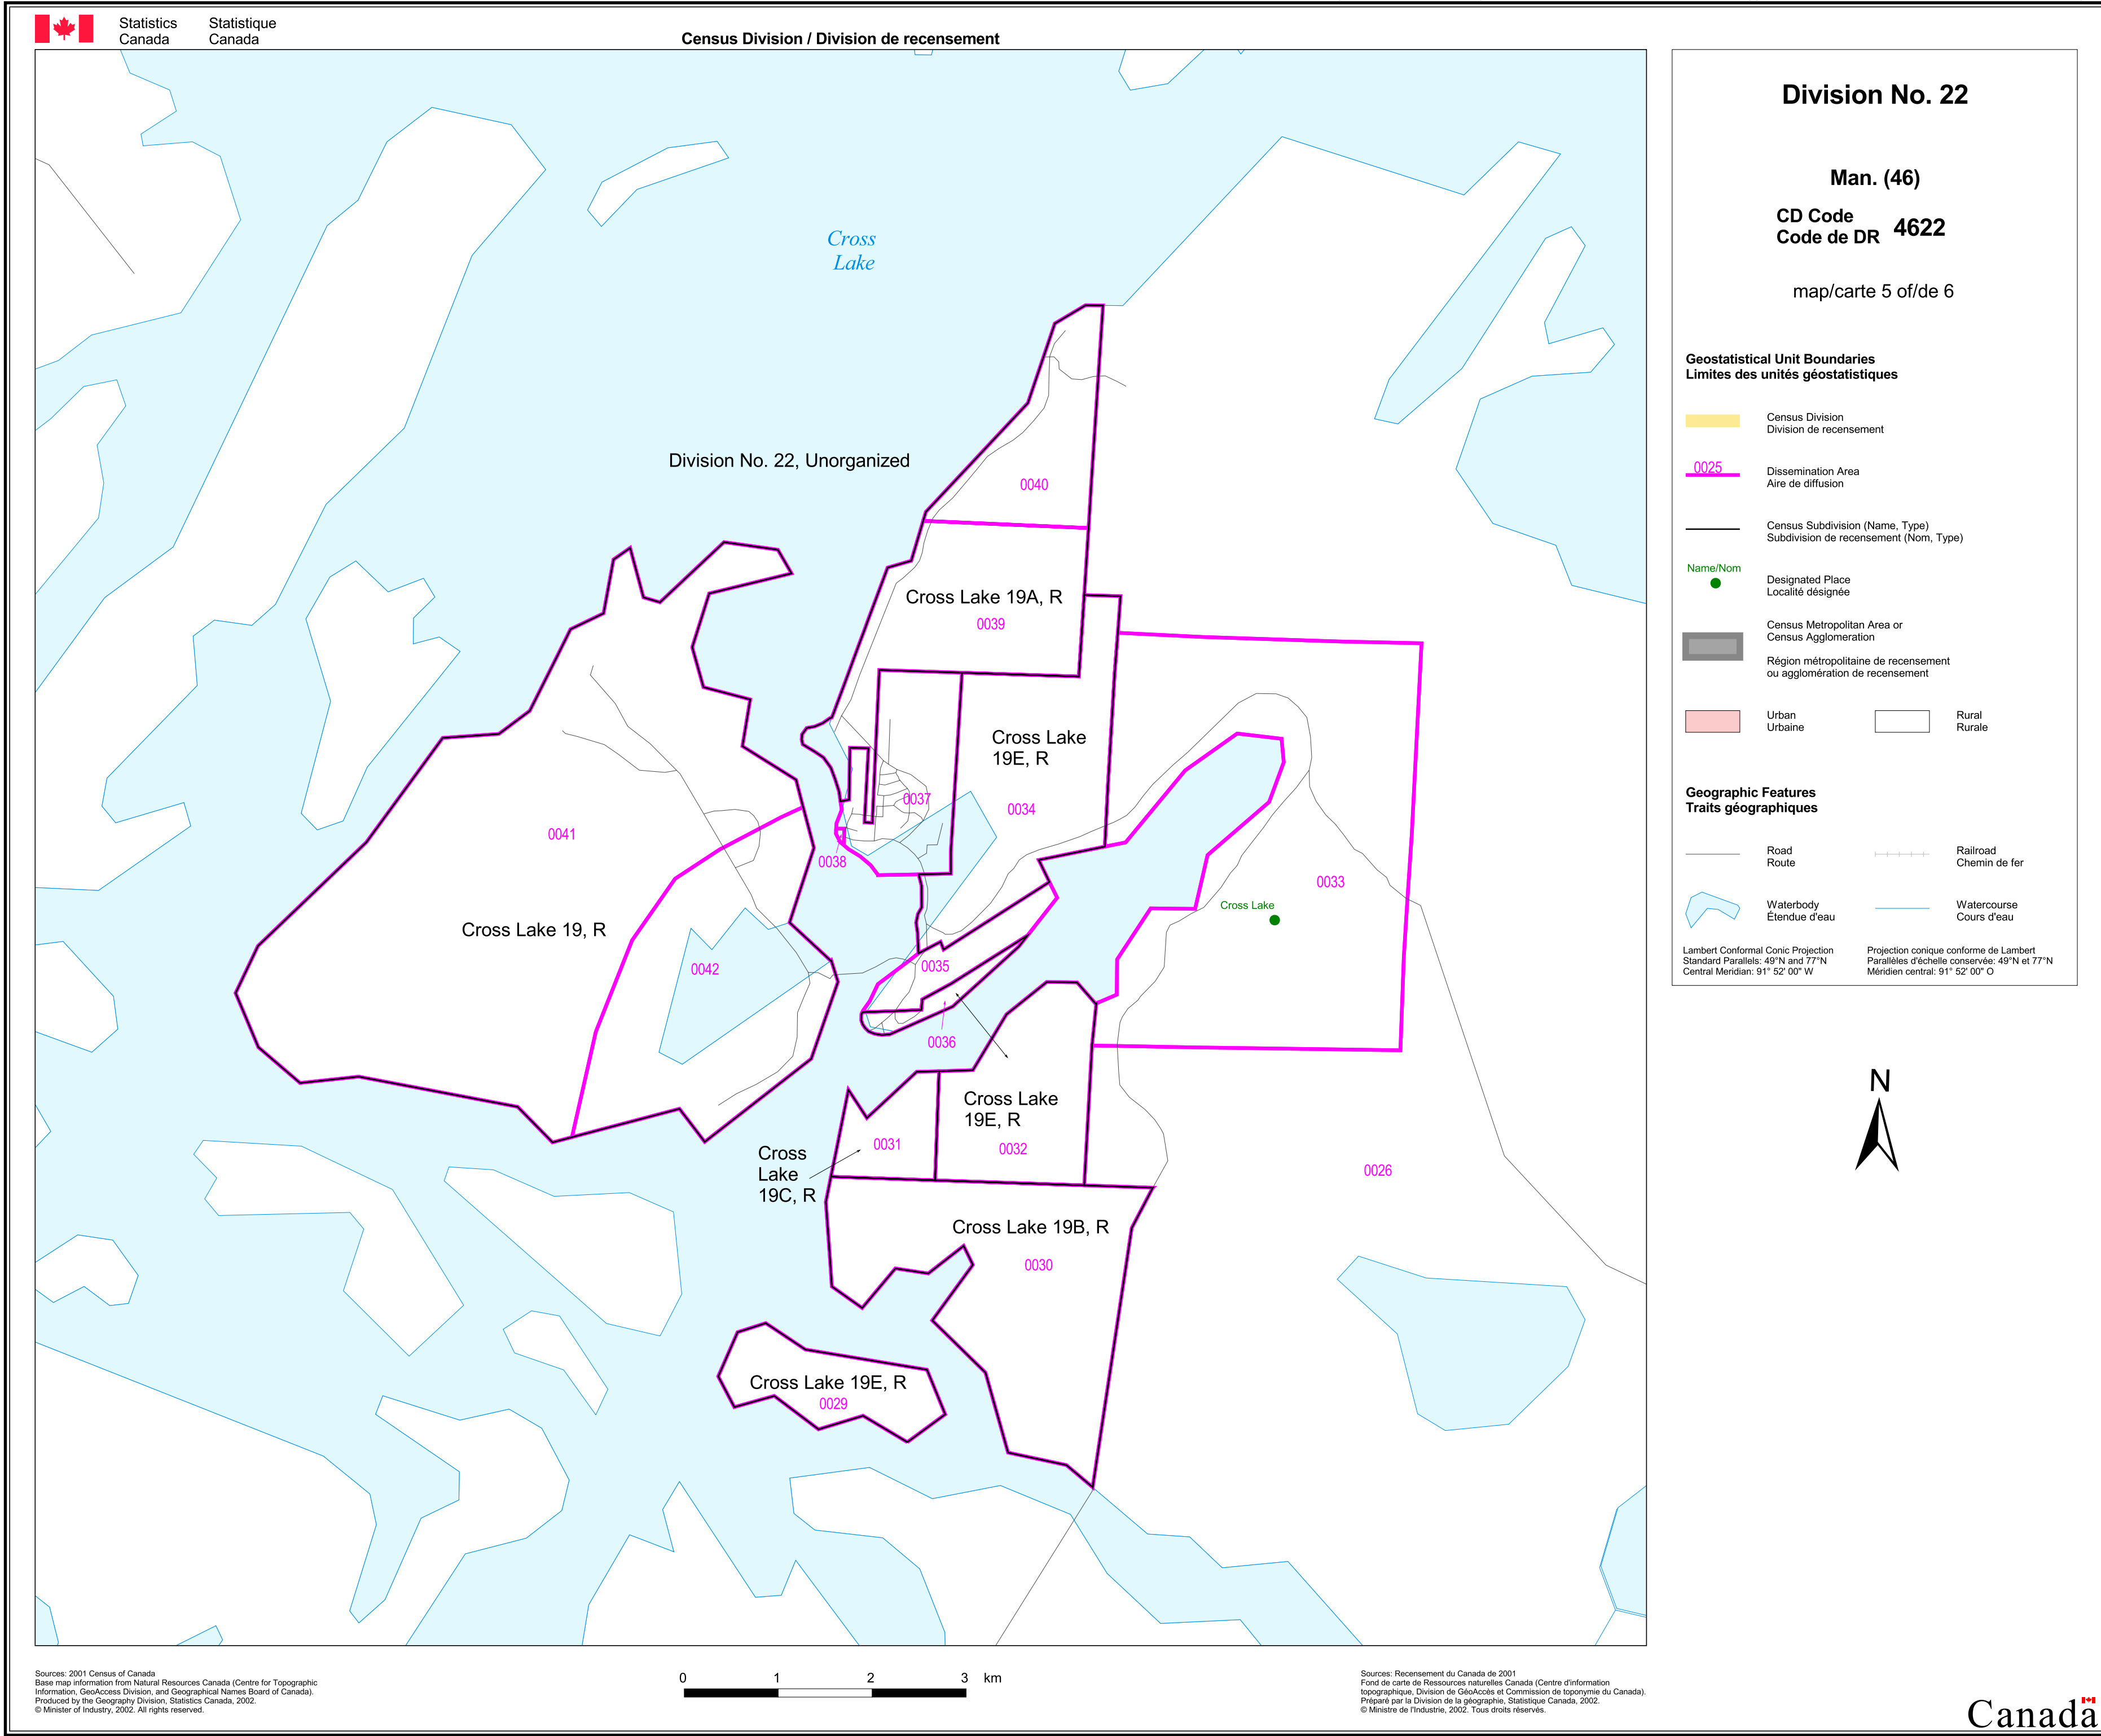 Statistics Statistique
Canada Canada
Census Division / Division de recensement
Division No. 22
Man. (46)
CD Code
Code de DR 4622
map/carte 5 of/de 6
Geostatistical Unit Boundaries
Limites des unités géostatistiques
Census Division
Division de recensement
0025
Dissemination Area
Aire de diffusion
Census Subdivision (Name, Type)
Subdivision de recensement (Nom, Type)
Name/Nom
Designated Place
Localité désignée
Census Metropolitan Area or
Census Agglomeration
Région métropolitaine de recensement
ou agglomération de recensement
Urban
Urbaine
Rural
Rurale
Geographic Features
Traits géographiques
Road
Route
Railroad
Chemin de fer
Waterbody
Étendue d'eau
Watercourse
Cours d'eau
Lambert Conformal Conic Projection
Standard Parallels: 49°N and 77°N
Central Meridian: 91° 52' 00" W
Projection conique conforme de Lambert
Parallèles d'échelle conservée: 49°N et 77°N
Méridien central: 91° 52' 00" O
N
Cross
Lake
Division No. 22, Unorganized
0040
Cross Lake 19A, R
0039
Cross Lake
19E, R
0037
0034
0041
0038
0033
Cross Lake
Cross Lake 19, R
0042
0035
0036
Cross Lake
19E, R
0031
0032
Cross
Lake
19C, R
0026
Cross Lake 19B, R
0030
Cross Lake 19E, R
0029
Sources: 2001 Census of Canada
Base map information from Natural Resources Canada (Centre for Topographic
Information, GeoAccess Division, and Geographical Names Board of Canada).
Produced by the Geography Division, Statistics Canada, 2002.
© Minister of Industry, 2002. All rights reserved.
0 1 2 3 km
Sources: Recensement du Canada de 2001
Fond de carte de Ressources naturelles Canada (Centre d'information
topographique, Division de GéoAccès et Commission de toponymie du Canada).
Préparé par la Division de la géographie, Statistique Canada, 2002.
© Ministre de l'Industrie, 2002. Tous droits réservés.
Canada